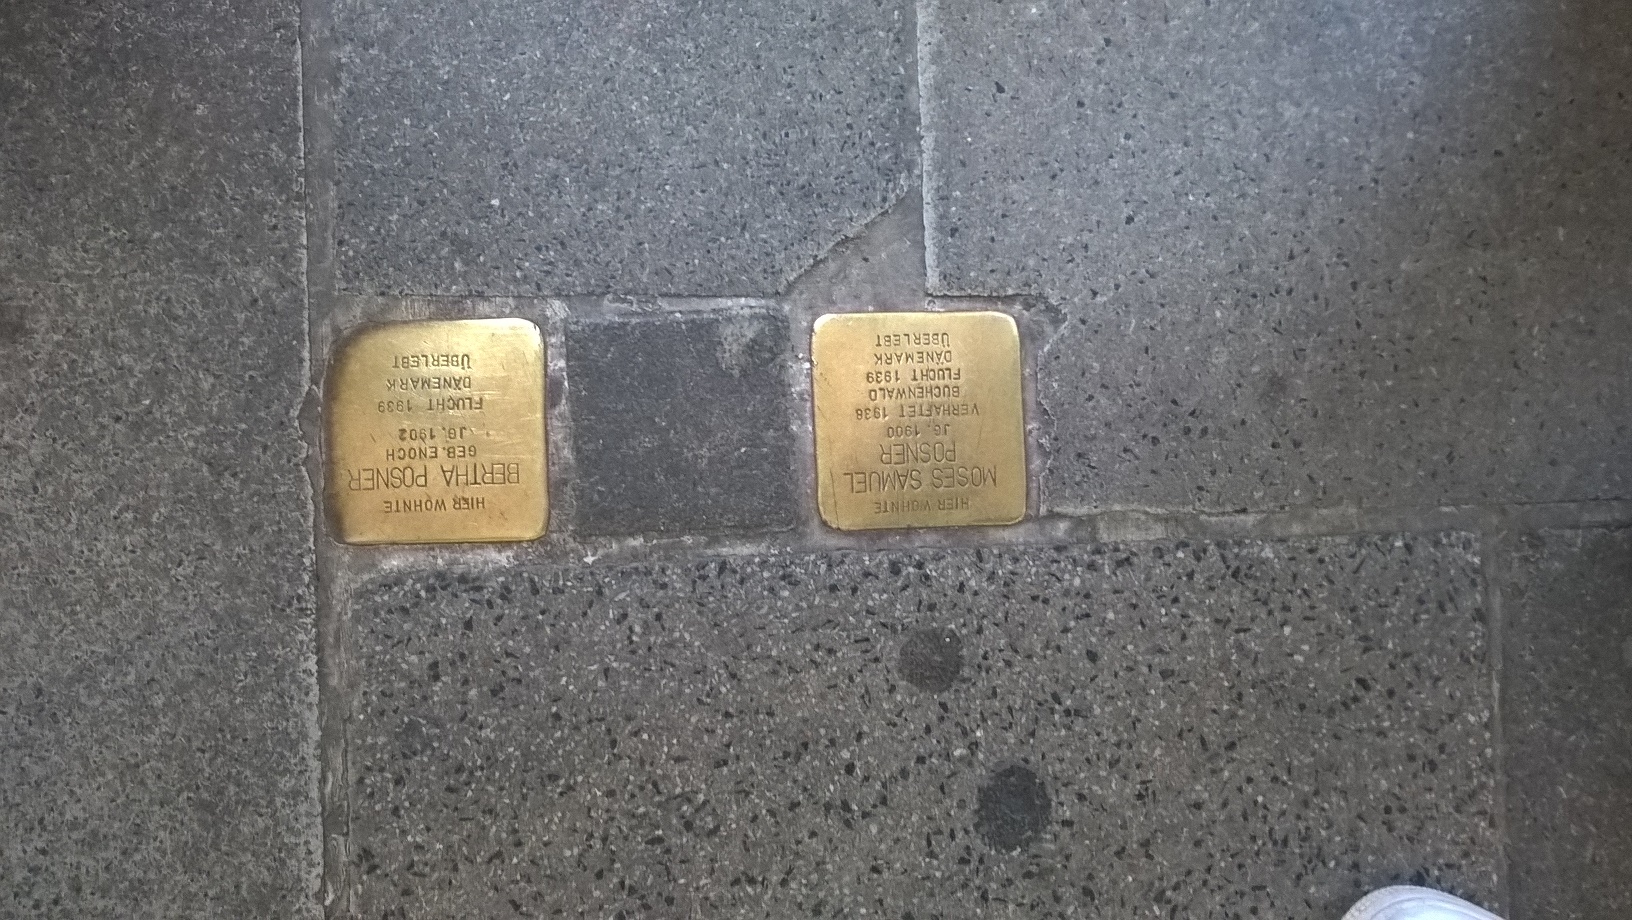 HIER WOHNTE
MOSES SAMUEL
POSNER
JG. 1900
VERHAFTET 1938
BUCHENWALD
FLUCHT 1939
DÄNEMARK
ÜBERLEBT
HIER WOHNTE
BERTHA POSNER
GEB. ENOCH
JG. 1902
FLUCHT 1939
DÄNEMARK
ÜBERLEBT